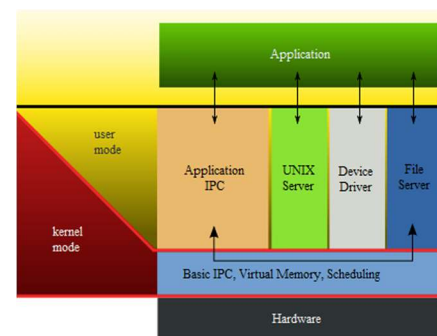 Application
user
mode
Application
IPC
UNIX
Server
Device
Driver
File
Server
kernel
mode
Basic IPC, Virtual Memory, Scheduling
Hardware